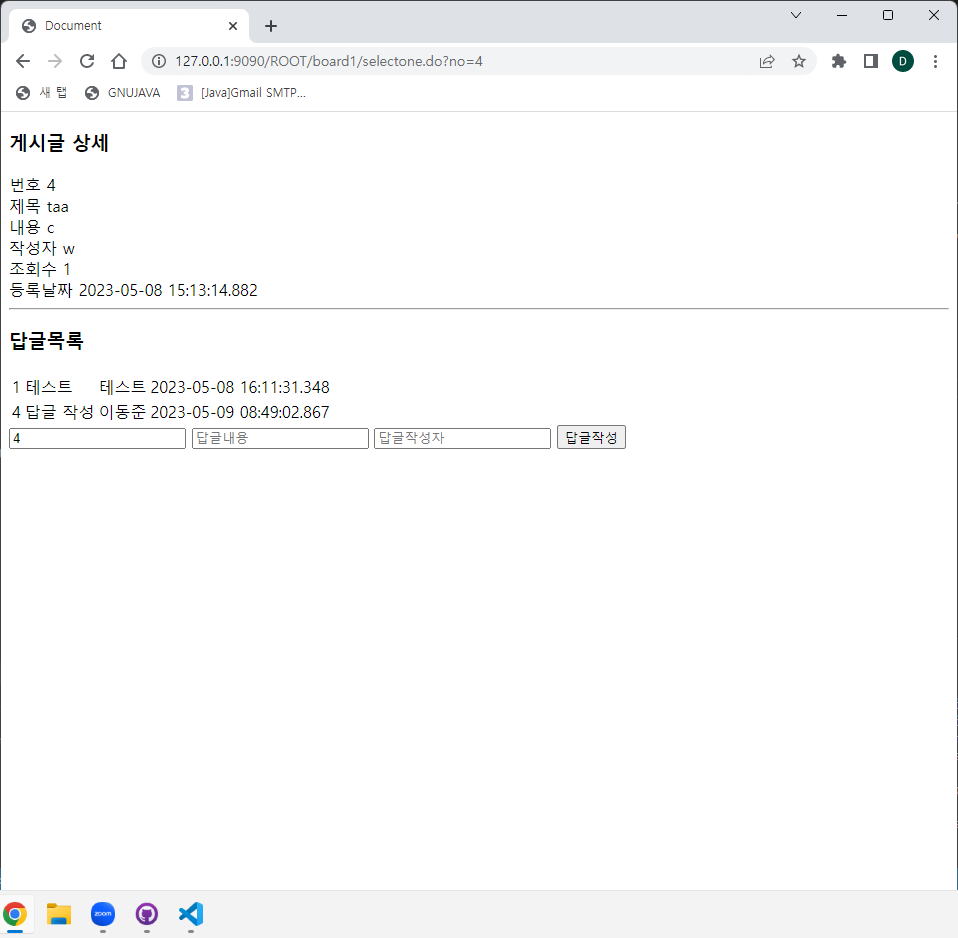 Document
127.0.0.1:9090/ROOT/board1/selectone.do?no=4
D
새 탭 GNUJAVA 3 [Java]Gmail SMTP...
게시글 상세
번호 4
제목 taa
내용 c
작성자 w
조회수 1
등록날짜 2023-05-08 15:13:14.882
답글목록
1 테스트 테스트 2023-05-08 16:11:31.348
4 답글 작성 이동준 2023-05-09 08:49:02.867
4 답글내용 답글작성자 답글작성
zoom